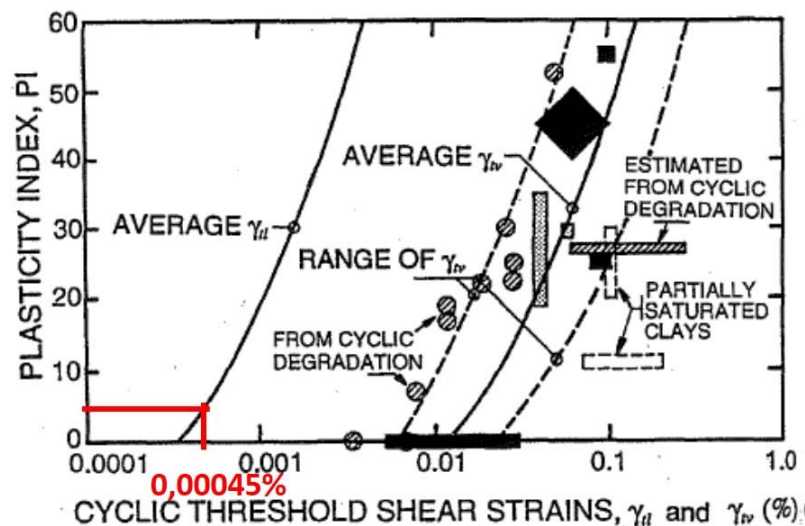 60
50
40
30
20
10
0
PLASTICITY INDEX, PI
AVERAGE γtv
AVERAGE γtl
RANGE OF γtv
ESTIMATED
FROM CYCLIC
DEGRADATION
PARTIALLY
SATURATED
CLAYS
FROM CYCLIC
DEGRADATION
0.0001
0.001
0.01
0.1
1.0
0,00045%
CYCLIC THRESHOLD SHEAR STRAINS, γtl and γtv (%)